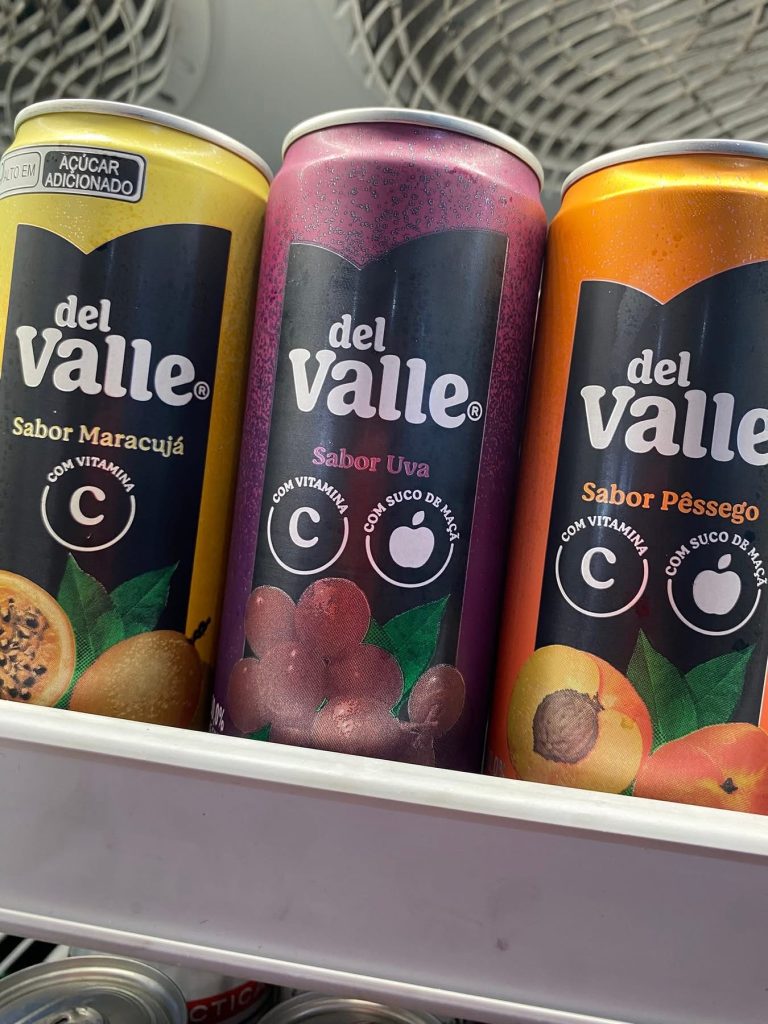 ALTO EM
AÇÚCAR
ADICIONADO
del
Valle®
Sabor Maracujá
COM VITAMINA
C
del
Valle®
Sabor Uva
COM VITAMINA
C
COM SUCO DE MAÇÃ
del
Valle
Sabor Pêssego
COM VITAMINA
C
COM SUCO DE MAÇÃ